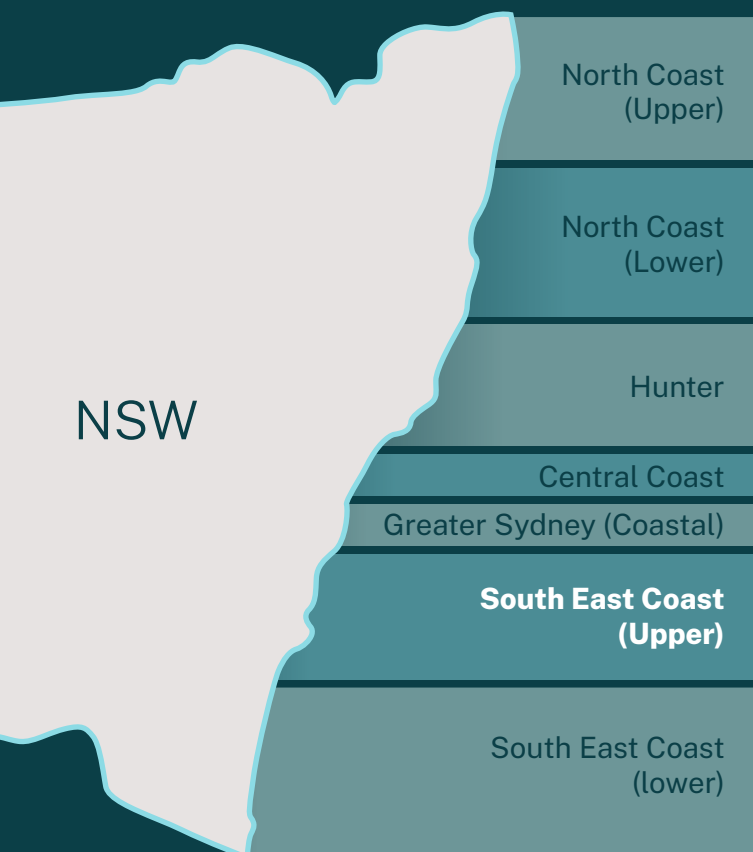 North Coast
(Upper)
North Coast
(Lower)
Hunter
NSW
Central Coast
Greater Sydney (Coastal)
South East Coast
(Upper)
South East Coast
(lower)